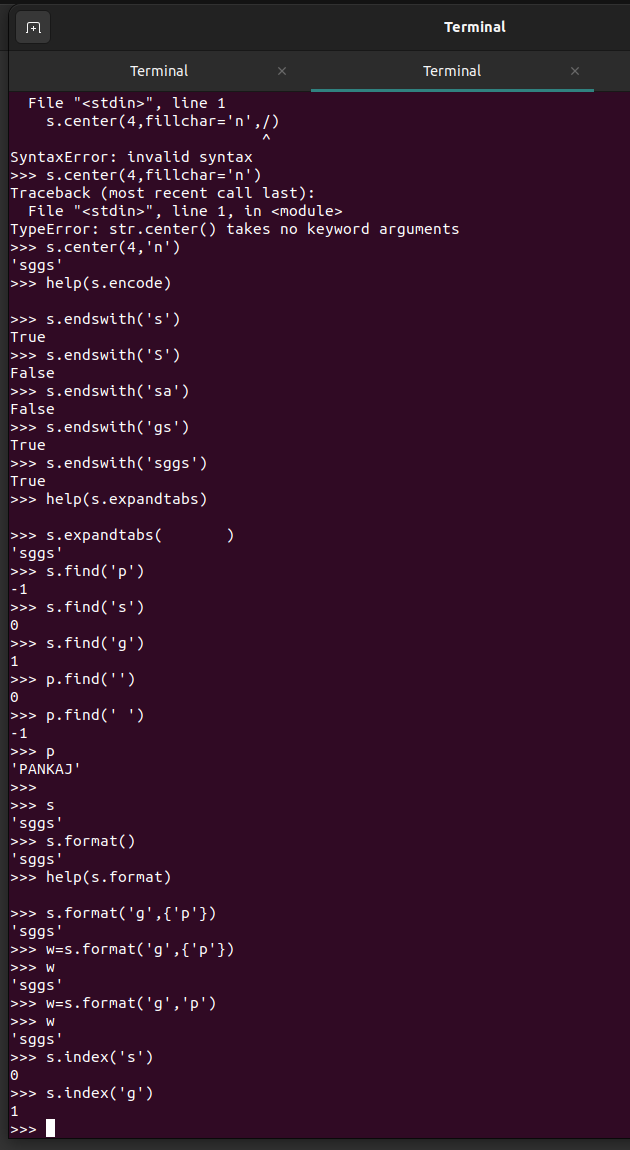 Terminal
Terminal ×
Terminal ×
  File "<stdin>", line 1
    s.center(4,fillchar='n',/)
                            ^
SyntaxError: invalid syntax
>>> s.center(4,fillchar='n')
Traceback (most recent call last):
  File "<stdin>", line 1, in <module>
TypeError: str.center() takes no keyword arguments
>>> s.center(4,'n')
'sggs'
>>> help(s.encode)

>>> s.endswith('s')
True
>>> s.endswith('S')
False
>>> s.endswith('sa')
False
>>> s.endswith('gs')
True
>>> s.endswith('sggs')
True
>>> help(s.expandtabs)

>>> s.expandtabs(       )
'sggs'
>>> s.find('p')
-1
>>> s.find('s')
0
>>> s.find('g')
1
>>> p.find('')
0
>>> p.find(' ')
-1
>>> p
'PANKAJ'
>>>
>>> s
'sggs'
>>> s.format()
'sggs'
>>> help(s.format)

>>> s.format('g',{'p'})
'sggs'
>>> w=s.format('g',{'p'})
>>> w
'sggs'
>>> w=s.format('g','p')
>>> w
'sggs'
>>> s.index('s')
0
>>> s.index('g')
1
>>>